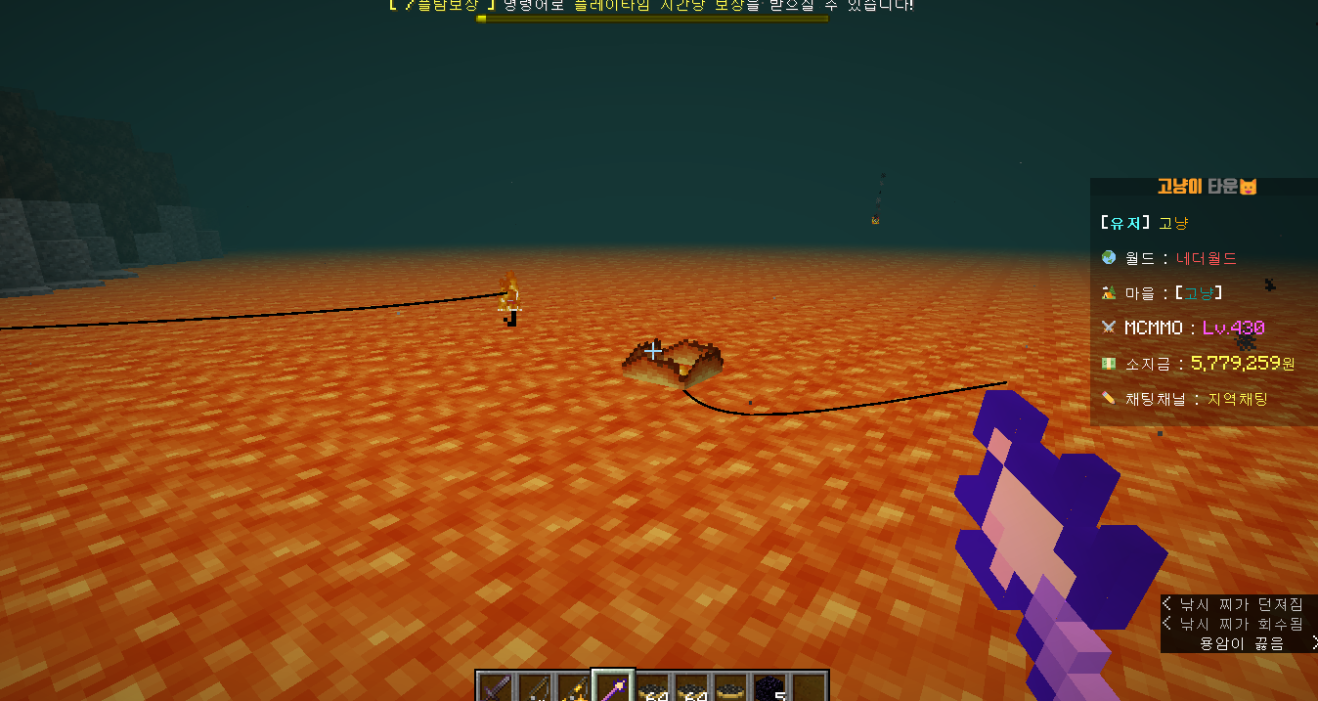 [ /플탐보상 ] 명령어로 플레이타임 시간당 보상을 받으실 수 있습니다!
고냥이 타운
[유저] 고냥
월드 : 네더월드
마을 : [고냥]
MCMMO : Lv.430
소지금 : 5,779,259원
채팅채널 : 지역채팅
< 낚시 찌가 던져짐
< 낚시 찌가 회수됨
용암이 끓음 >
64 64 5